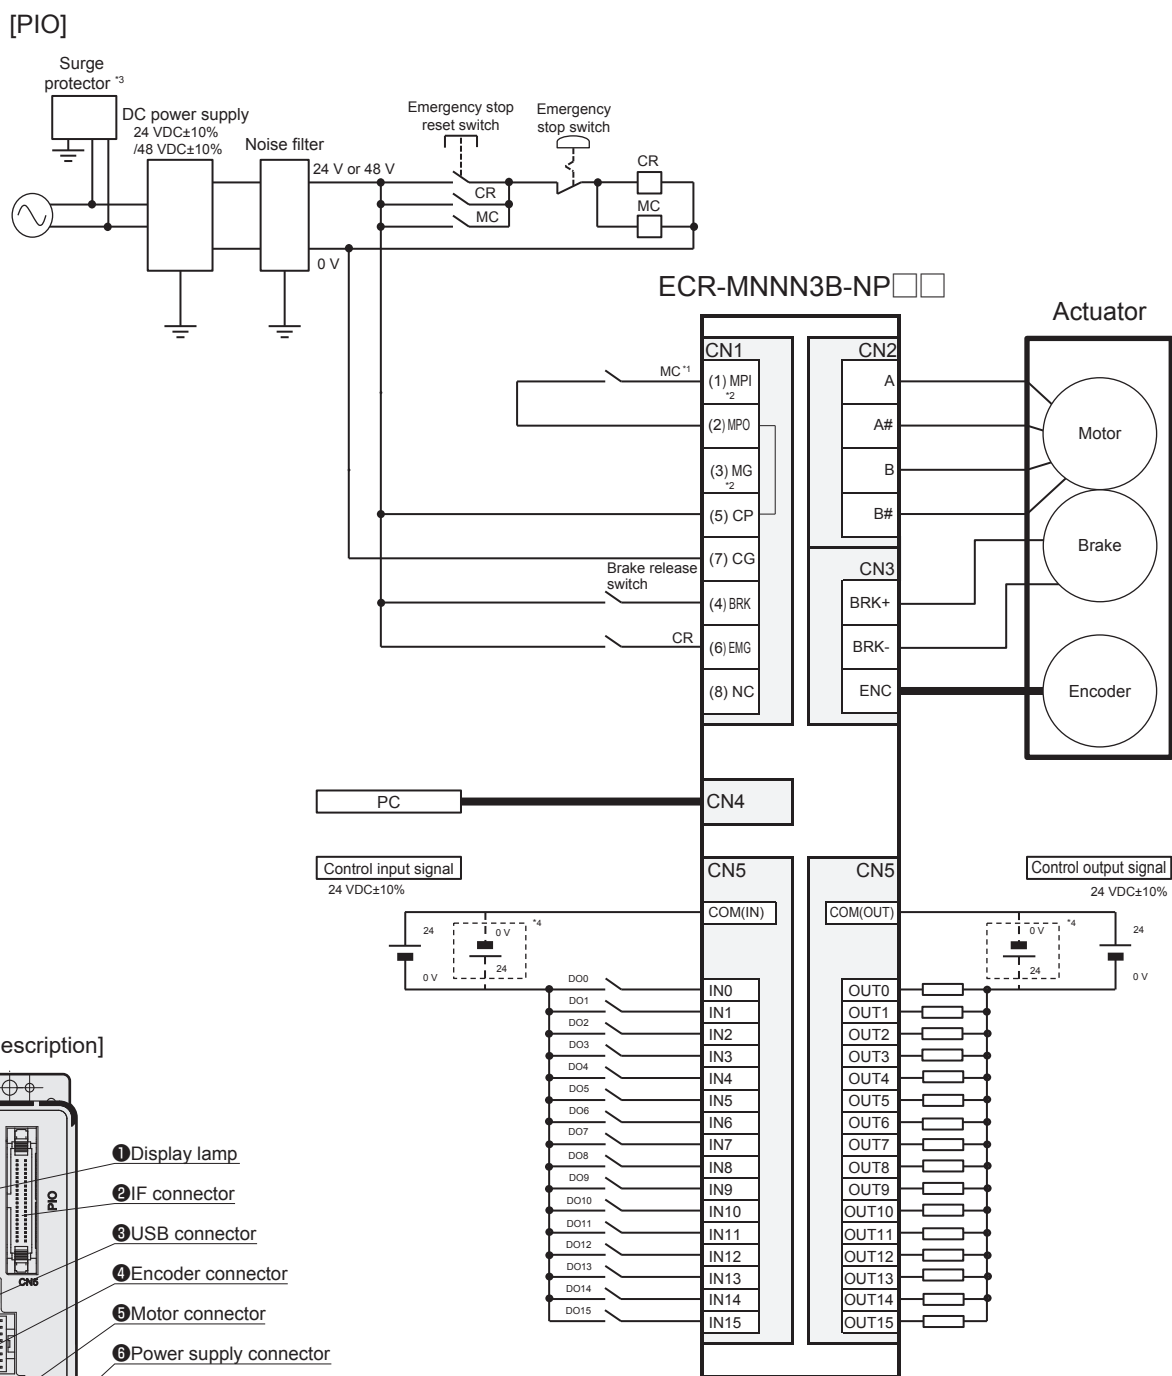 [PIO]
Surge
protector *3
DC power supply
24 VDC±10%
/48 VDC±10%
Noise filter
24 V or 48 V
0 V
Emergency stop
reset switch
Emergency
stop switch
CR
MC
CR
MC
ECR-MNNN3B-NP□□
Actuator
CN1
MC*1
(1) MPI
*2
(2) MPO
(3) MG
*2
(5) CP
(7) CG
Brake release
switch
(4) BRK
CR
(6) EMG
(8) NC
CN2
A
A#
B
B#
CN3
BRK+
BRK-
ENC
Motor
Brake
Encoder
PC
CN4
Control input signal
24 VDC±10%
CN5
CN5
Control output signal
24 VDC±10%
COM(IN)
COM(OUT)
24
0 V
*4
0 V
24
0 V
*4
24
24
0 V
DO0
IN0
OUT0
DO1
IN1
OUT1
DO2
IN2
OUT2
DO3
IN3
OUT3
DO4
IN4
OUT4
DO5
IN5
OUT5
DO6
IN6
OUT6
DO7
IN7
OUT7
DO8
IN8
OUT8
DO9
IN9
OUT9
DO10
IN10
OUT10
DO11
IN11
OUT11
DO12
IN12
OUT12
DO13
IN13
OUT13
DO14
IN14
OUT14
DO15
IN15
OUT15
escription]
PIO
CN5
❶Display lamp
❷IF connector
❸USB connector
❹Encoder connector
❺Motor connector
❻Power supply connector